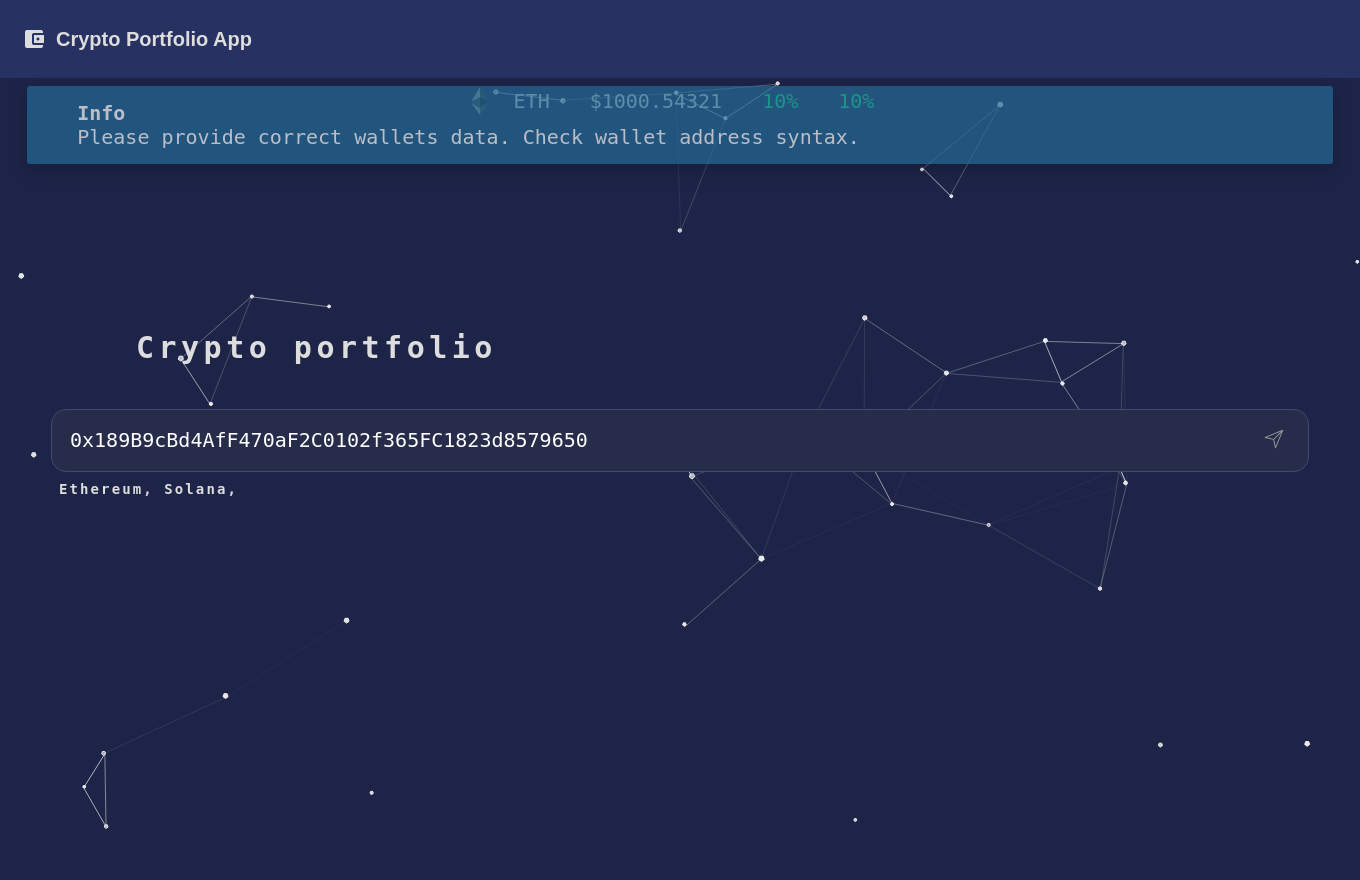 Crypto Portfolio App
ETH $1000.54321 10% 10%
Info
Please provide correct wallets data. Check wallet address syntax.
Crypto portfolio
0x189B9cBd4AfF470aF2C0102f365FC1823d8579650
Ethereum, Solana,